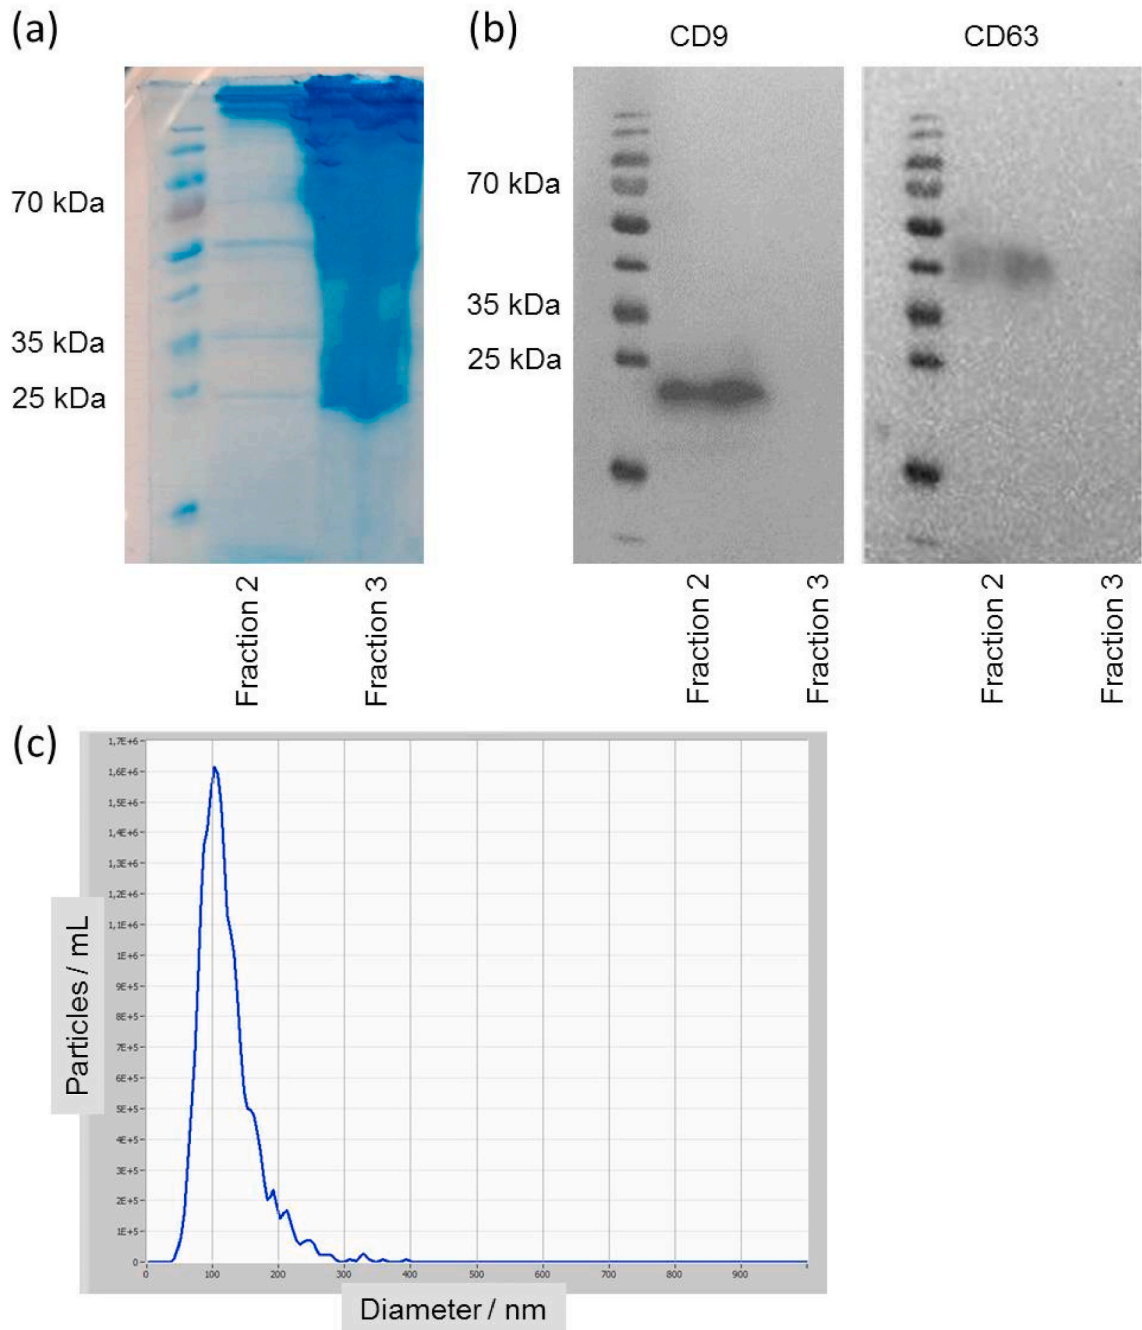 (a)
70 kDa
35 kDa
25 kDa
Fraction 2
Fraction 3
(b)
CD9
CD63
70 kDa
35 kDa
25 kDa
Fraction 2
Fraction 3
Fraction 2
Fraction 3
(c)
1,7E+6
1,6E+6
1,5E+6
1,4E+6
1,3E+6
1,2E+6
1,1E+6
1E+6
9E+5
8E+5
7E+5
6E+5
5E+5
4E+5
3E+5
2E+5
1E+5
0
Particles / mL
0 100 200 300 400 500 600 700 800 900
Diameter / nm